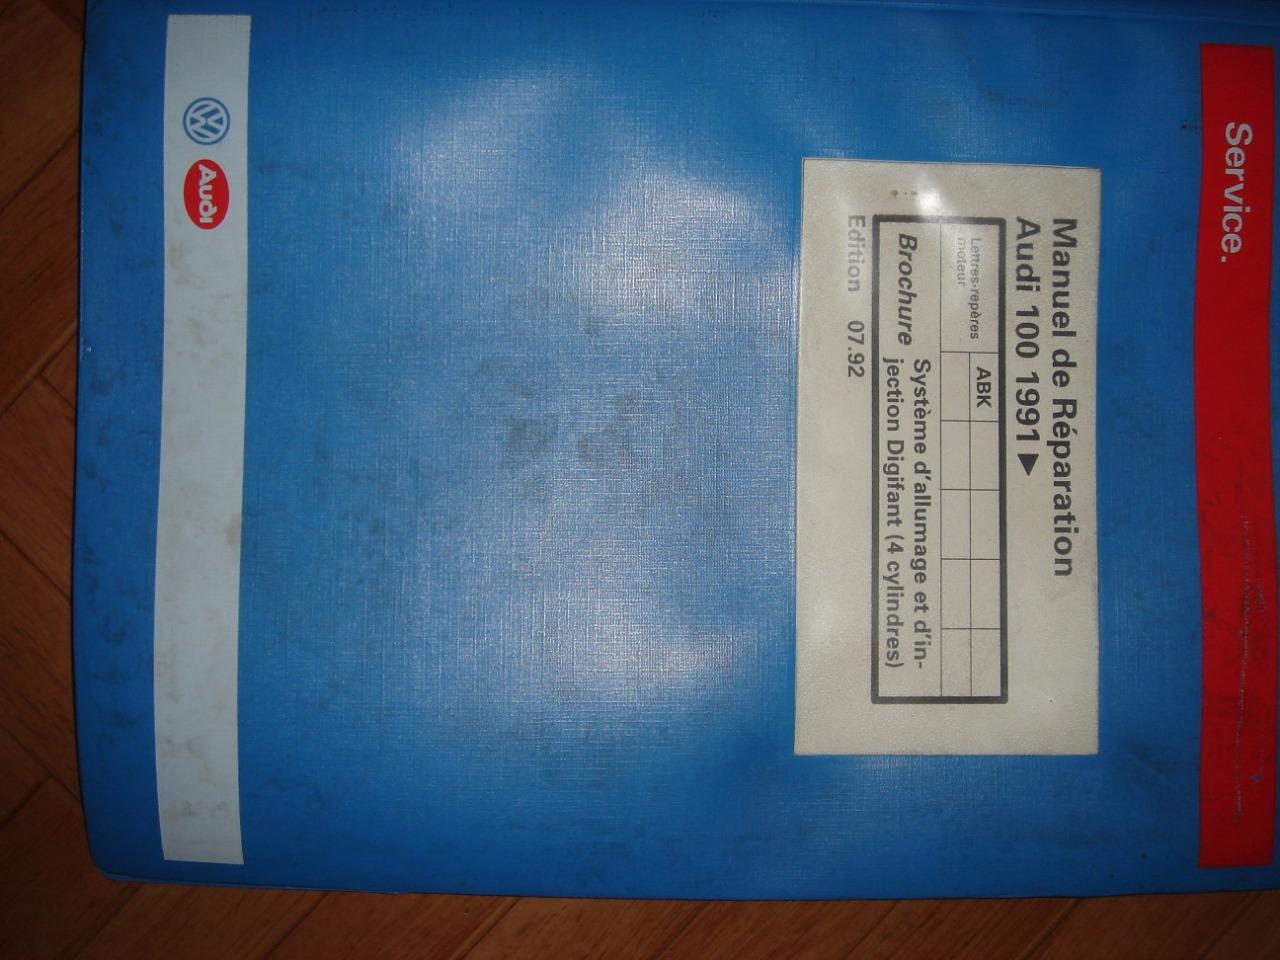 Service.
Manuel de Réparation
Audi 100 1991 ▶
Lettres-repères
moteur
ABK
Brochure
Système d'allumage et d'in-
jection Digifant (4 cylindres)
Edition 07.92
VW
Audi